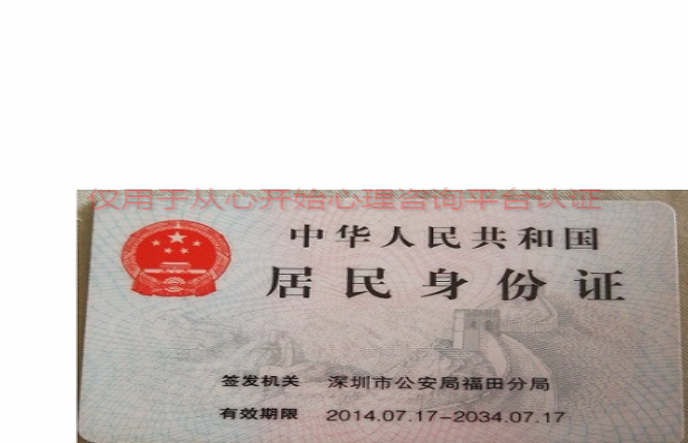 仅用于从心开始心理咨询平台认证
中华人民共和国
居民身份证
签发机关 深圳市公安局福田分局
有效期限 2014.07.17-2034.07.17